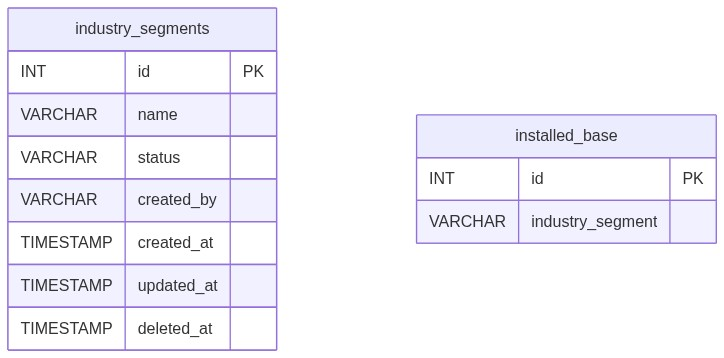 industry_segments
INT id PK
VARCHAR name
VARCHAR status
VARCHAR created_by
TIMESTAMP created_at
TIMESTAMP updated_at
TIMESTAMP deleted_at
installed_base
INT id PK
VARCHAR industry_segment